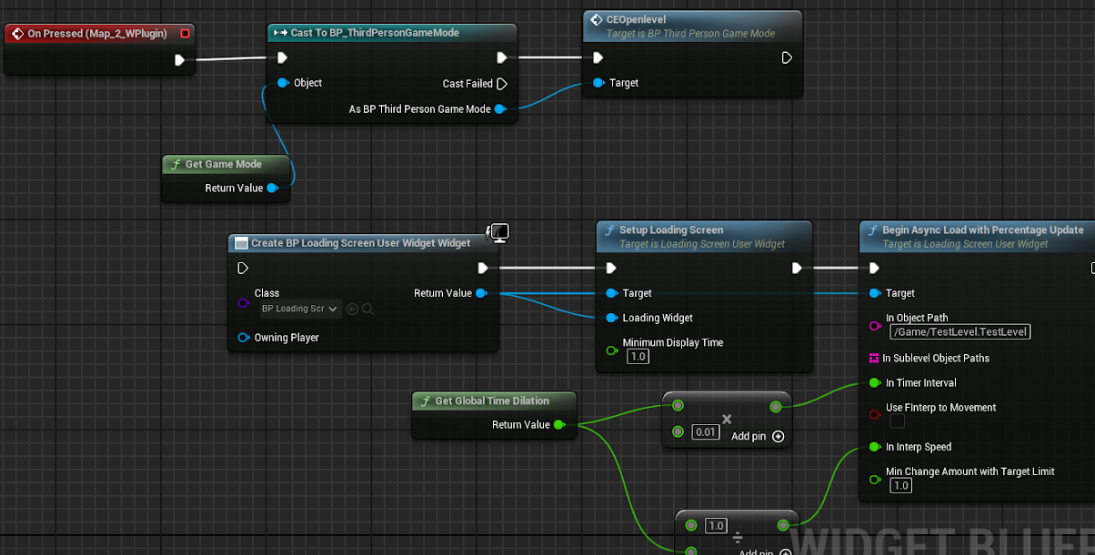 On Pressed (Map_2_WPlugin)
Cast To BP_ThirdPersonGameMode
Object
Cast Failed
As BP Third Person Game Mode
CEOpenlevel
Target is BP Third Person Game Mode
Target
Get Game Mode
Return Value
Create BP Loading Screen User Widget Widget
Class
BP Loading Scr
Return Value
Owning Player
Setup Loading Screen
Target is Loading Screen User Widget
Target
Loading Widget
Minimum Display Time
1.0
Begin Async Load with Percentage Update
Target is Loading Screen User Widget
Target
In Object Path
/Game/TestLevel.TestLevel
In Sublevel Object Paths
In Timer Interval
Use FInterp to Movement
In Interp Speed
Min Change Amount with Target Limit
1.0
Get Global Time Dilation
Return Value
0.01
×
Add pin
1.0
÷
Add pin
WIDGET BLUEP